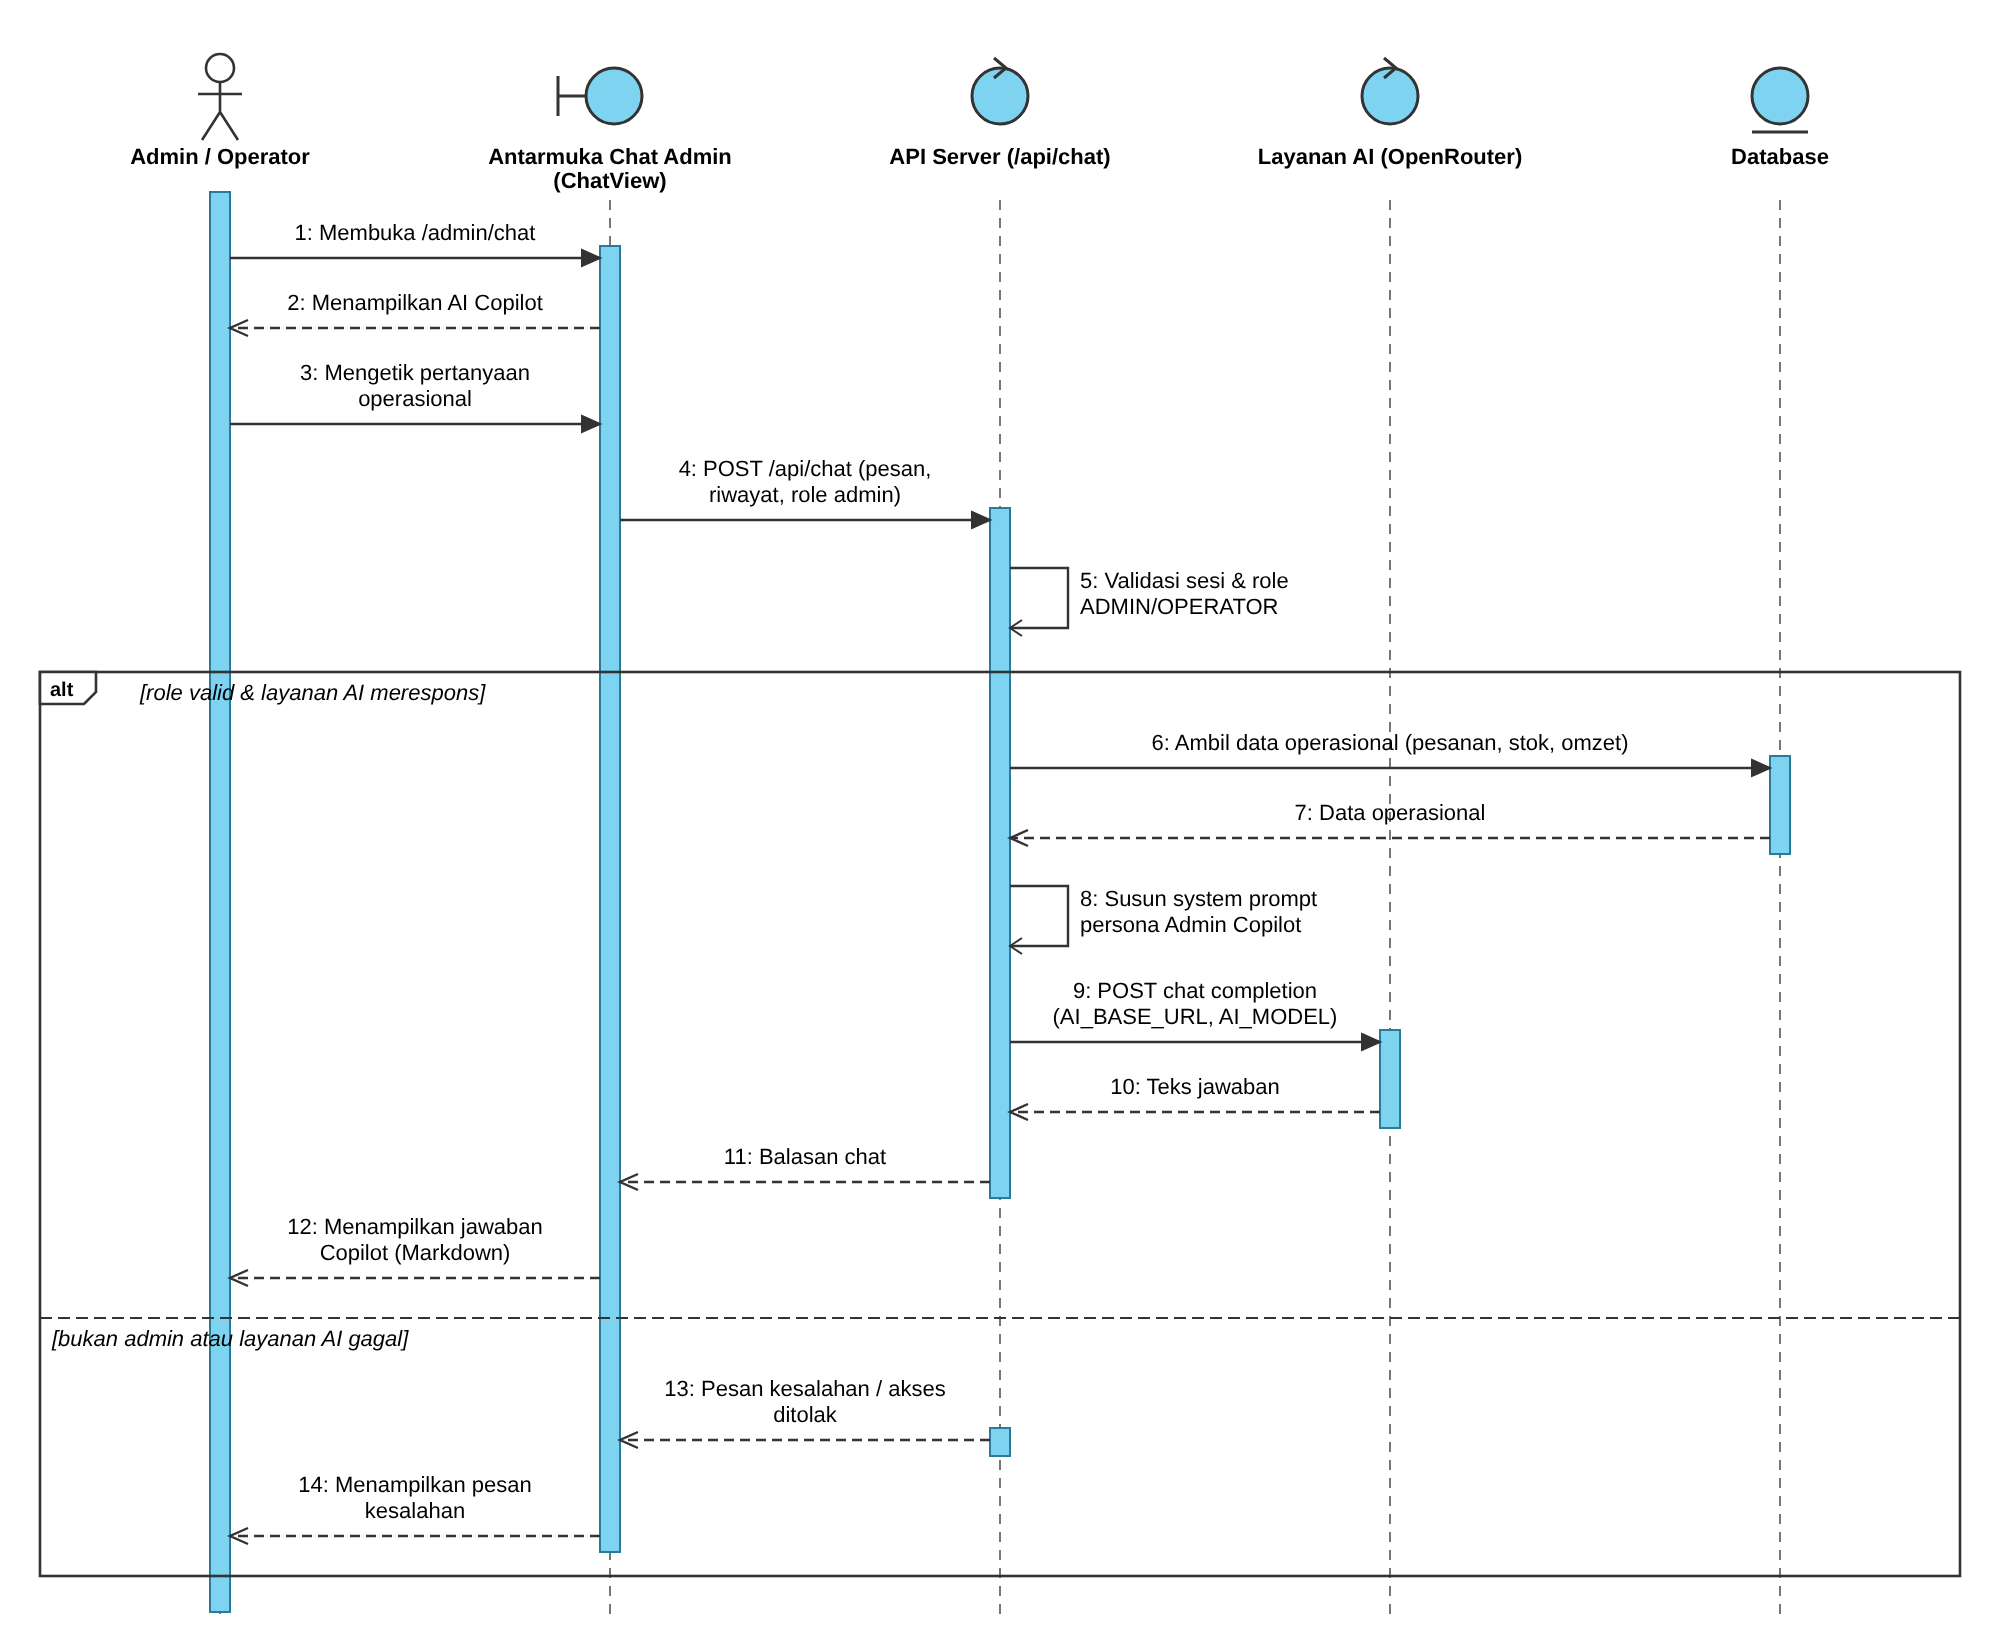 Admin / Operator
Antarmuka Chat Admin
(ChatView)
API Server (/api/chat)
Layanan AI (OpenRouter)
Database
1: Membuka /admin/chat
2: Menampilkan AI Copilot
3: Mengetik pertanyaan
operasional
4: POST /api/chat (pesan,
riwayat, role admin)
5: Validasi sesi & role
ADMIN/OPERATOR
alt
[role valid & layanan AI merespons]
6: Ambil data operasional (pesanan, stok, omzet)
7: Data operasional
8: Susun system prompt
persona Admin Copilot
9: POST chat completion
(AI_BASE_URL, AI_MODEL)
10: Teks jawaban
11: Balasan chat
12: Menampilkan jawaban
Copilot (Markdown)
[bukan admin atau layanan AI gagal]
13: Pesan kesalahan / akses
ditolak
14: Menampilkan pesan
kesalahan